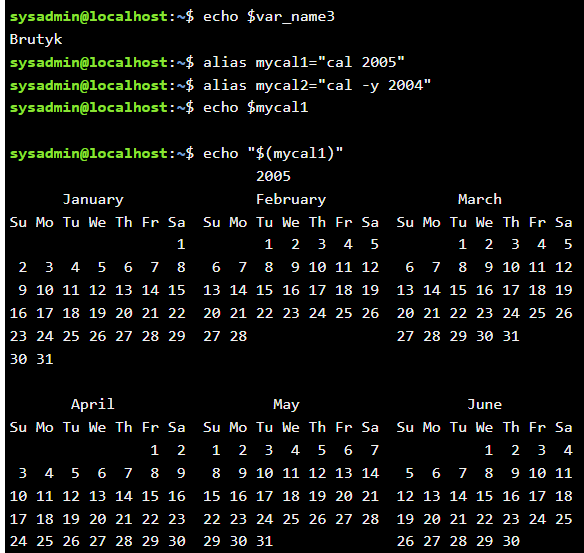 sysadmin@localhost:~$ echo $var_name3
Brutyk
sysadmin@localhost:~$ alias mycal1="cal 2005"
sysadmin@localhost:~$ alias mycal2="cal -y 2004"
sysadmin@localhost:~$ echo $mycal1

sysadmin@localhost:~$ echo "$(mycal1)"
                            2005
      January               February               March
Su Mo Tu We Th Fr Sa  Su Mo Tu We Th Fr Sa  Su Mo Tu We Th Fr Sa
                   1         1  2  3  4  5         1  2  3  4  5
 2  3  4  5  6  7  8   6  7  8  9 10 11 12   6  7  8  9 10 11 12
 9 10 11 12 13 14 15  13 14 15 16 17 18 19  13 14 15 16 17 18 19
16 17 18 19 20 21 22  20 21 22 23 24 25 26  20 21 22 23 24 25 26
23 24 25 26 27 28 29  27 28                 27 28 29 30 31
30 31

       April                  May                   June
Su Mo Tu We Th Fr Sa  Su Mo Tu We Th Fr Sa  Su Mo Tu We Th Fr Sa
                1  2   1  2  3  4  5  6  7            1  2  3  4
 3  4  5  6  7  8  9   8  9 10 11 12 13 14   5  6  7  8  9 10 11
10 11 12 13 14 15 16  15 16 17 18 19 20 21  12 13 14 15 16 17 18
17 18 19 20 21 22 23  22 23 24 25 26 27 28  19 20 21 22 23 24 25
24 25 26 27 28 29 30  29 30 31              26 27 28 29 30